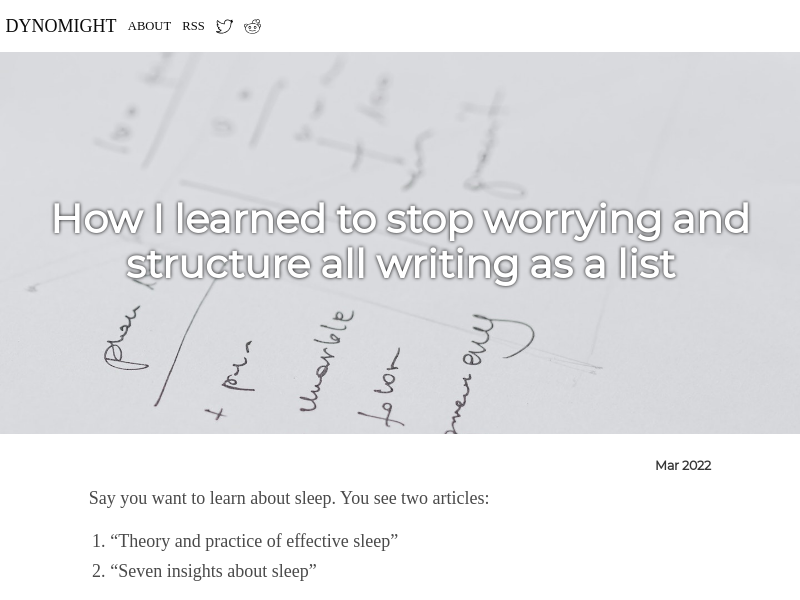 DYNOMIGHT ABOUT RSS
How I learned to stop worrying and
structure all writing as a list
Mar 2022
Say you want to learn about sleep. You see two articles:
1. “Theory and practice of effective sleep”
2. “Seven insights about sleep”